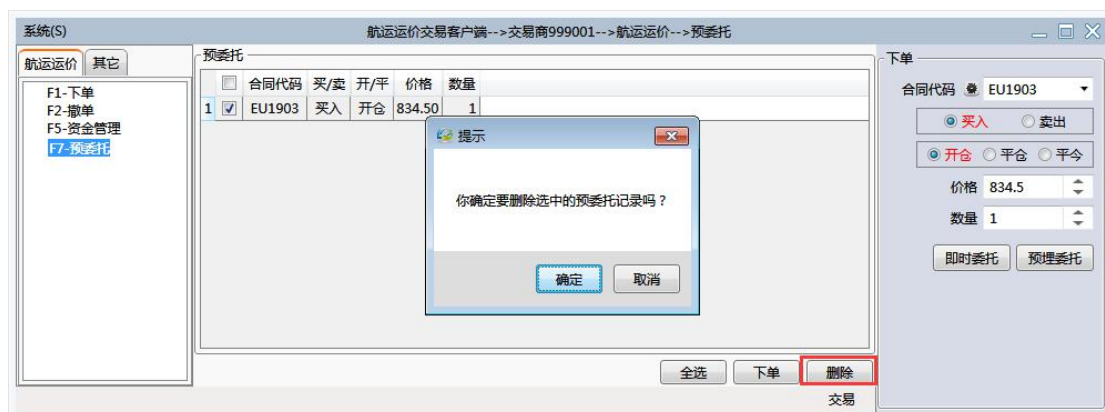 系统(S) 航运运价交易客户端-->交易商999001-->航运运价-->预委托
航运运价 其它
F1-下单
F2-撤单
F5-资金管理
F7-预委托
预委托
合同代码 买/卖 开/平 价格 数量
1 EU1903 买入 开仓 834.50 1
提示
你确定要删除选中的预委托记录吗？
确定 取消
全选 下单 删除
交易
下单
合同代码 EU1903
买入 卖出
开仓 平仓 平今
价格 834.5
数量 1
即时委托 预埋委托